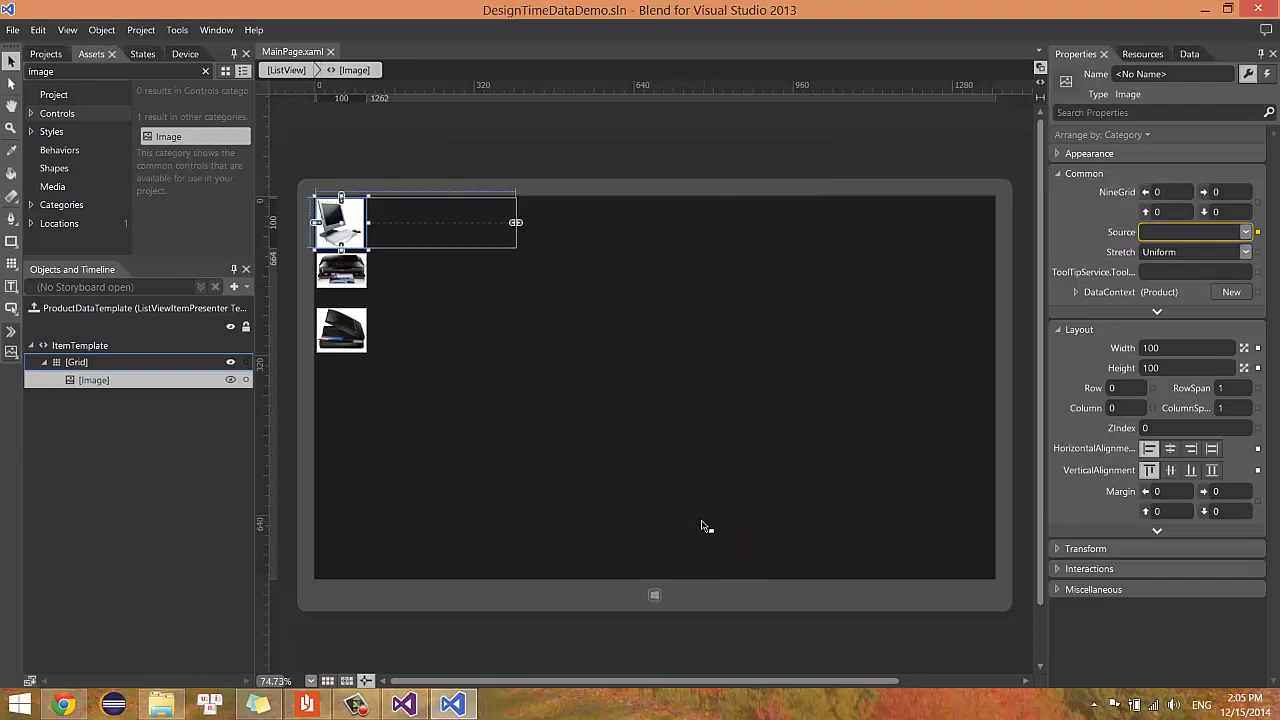 DesignTimeDataDemo.sln - Blend for Visual Studio 2013
File Edit View Object Project Tools Window Help
Projects Assets States Device
image
Project
Controls
Styles
Behaviors
Shapes
Media
Categories
Locations 1
0 results in Controls catego
1 result in other categories.
Image
This category shows the
common controls that are
available for use in your
project.
Objects and Timeline
(No Storyboard open)
ProductDataTemplate (ListViewItemPresenter Te...
ItemTemplate
[Grid]
[Image]
MainPage.xaml
[ListView] [Image]
0 320 640 960 1280
100 1262
0
100
664
320
640
74.73%
Properties Resources Data
Name <No Name>
Type Image
Search Properties
Arrange by: Category
Appearance
Common
NineGrid 0 0
0 0
Source
Stretch Uniform
ToolTipService.Tool...
DataContext (Product) New
Layout
Width 100
Height 100
Row 0 RowSpan 1
Column 0 ColumnSp... 1
ZIndex 0
HorizontalAlignme...
VerticalAlignment
Margin 0 0
0 0
Transform
Interactions
Miscellaneous
ENG
2:05 PM
12/15/2014